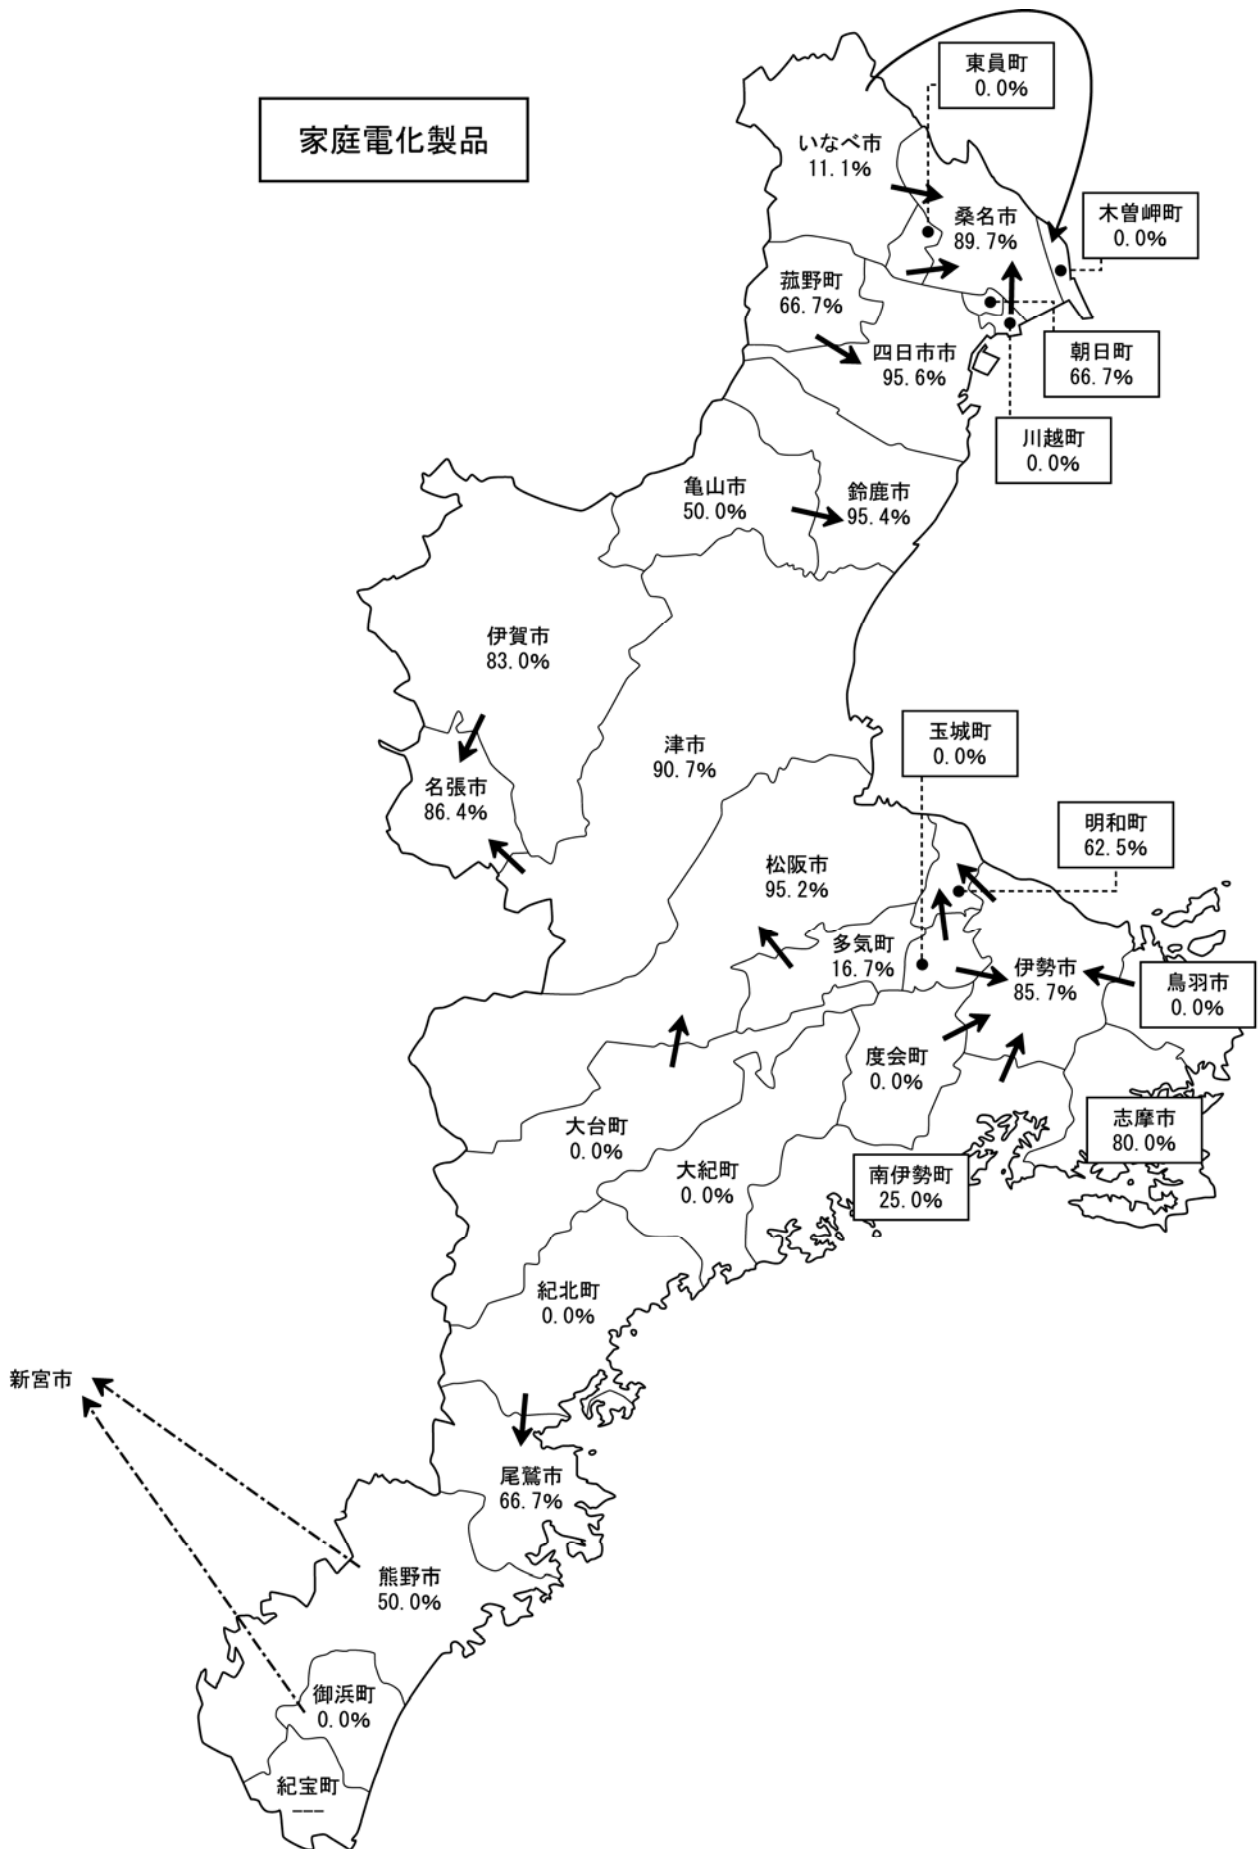 家庭電化製品
東員町
0.0%
いなべ市
11.1%
桑名市
89.7%
木曽岬町
0.0%
菰野町
66.7%
四日市市
95.6%
朝日町
66.7%
川越町
0.0%
亀山市
50.0%
鈴鹿市
95.4%
伊賀市
83.0%
津市
90.7%
玉城町
0.0%
名張市
86.4%
明和町
62.5%
松阪市
95.2%
多気町
16.7%
伊勢市
85.7%
鳥羽市
0.0%
度会町
0.0%
大台町
0.0%
志摩市
80.0%
大紀町
0.0%
南伊勢町
25.0%
紀北町
0.0%
新宮市
尾鷲市
66.7%
熊野市
50.0%
御浜町
0.0%
紀宝町
---